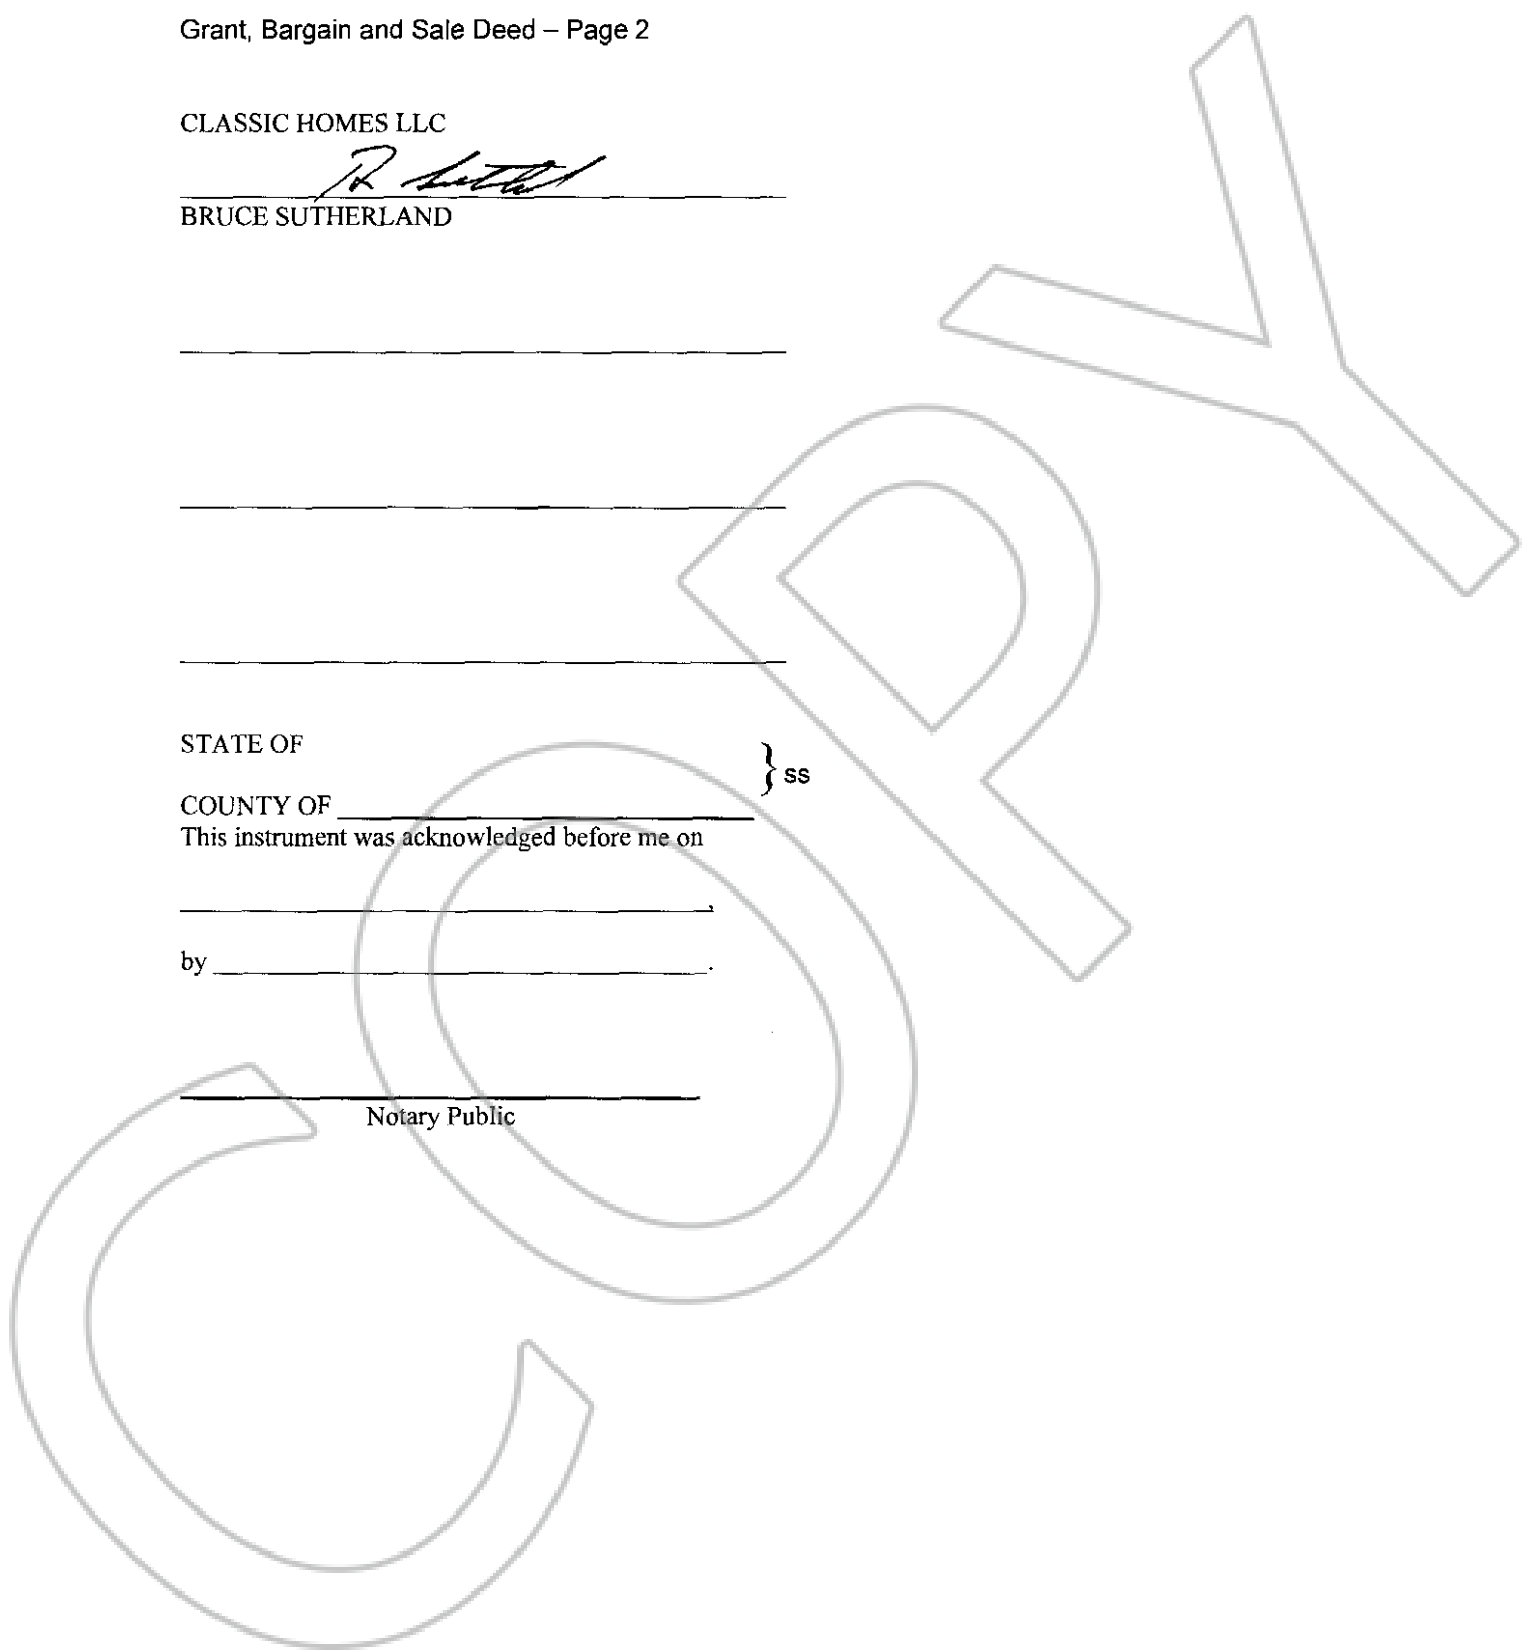 Grant, Bargain and Sale Deed – Page 2
CLASSIC HOMES LLC
BRUCE SUTHERLAND
STATE OF
} ss
COUNTY OF
This instrument was acknowledged before me on
,
by .
Notary Public
COPY